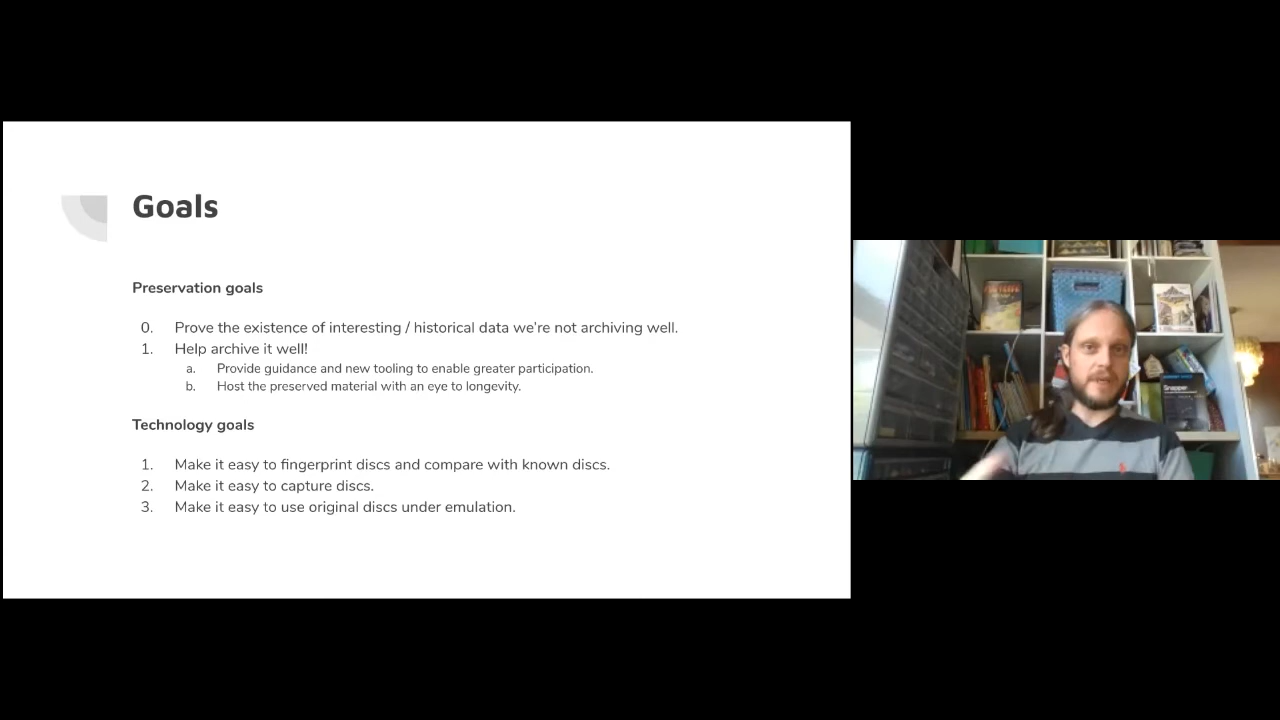 Goals
Preservation goals
0. Prove the existence of interesting / historical data we're not archiving well.
1. Help archive it well!
a. Provide guidance and new tooling to enable greater participation.
b. Host the preserved material with an eye to longevity.
Technology goals
1. Make it easy to fingerprint discs and compare with known discs.
2. Make it easy to capture discs.
3. Make it easy to use original discs under emulation.
Snapper